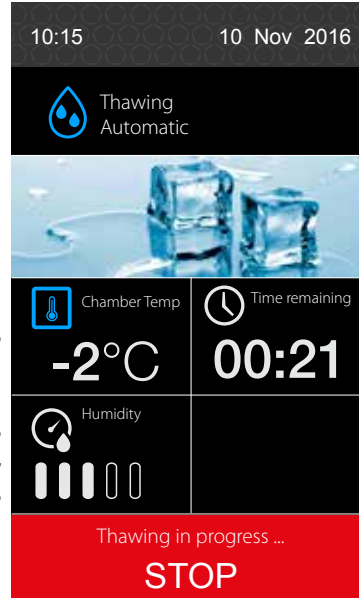 10:15 10 Nov 2016
Thawing
Automatic
Chamber Temp
Time remaining
-2°C
00:21
Humidity
Thawing in progress ...
STOP